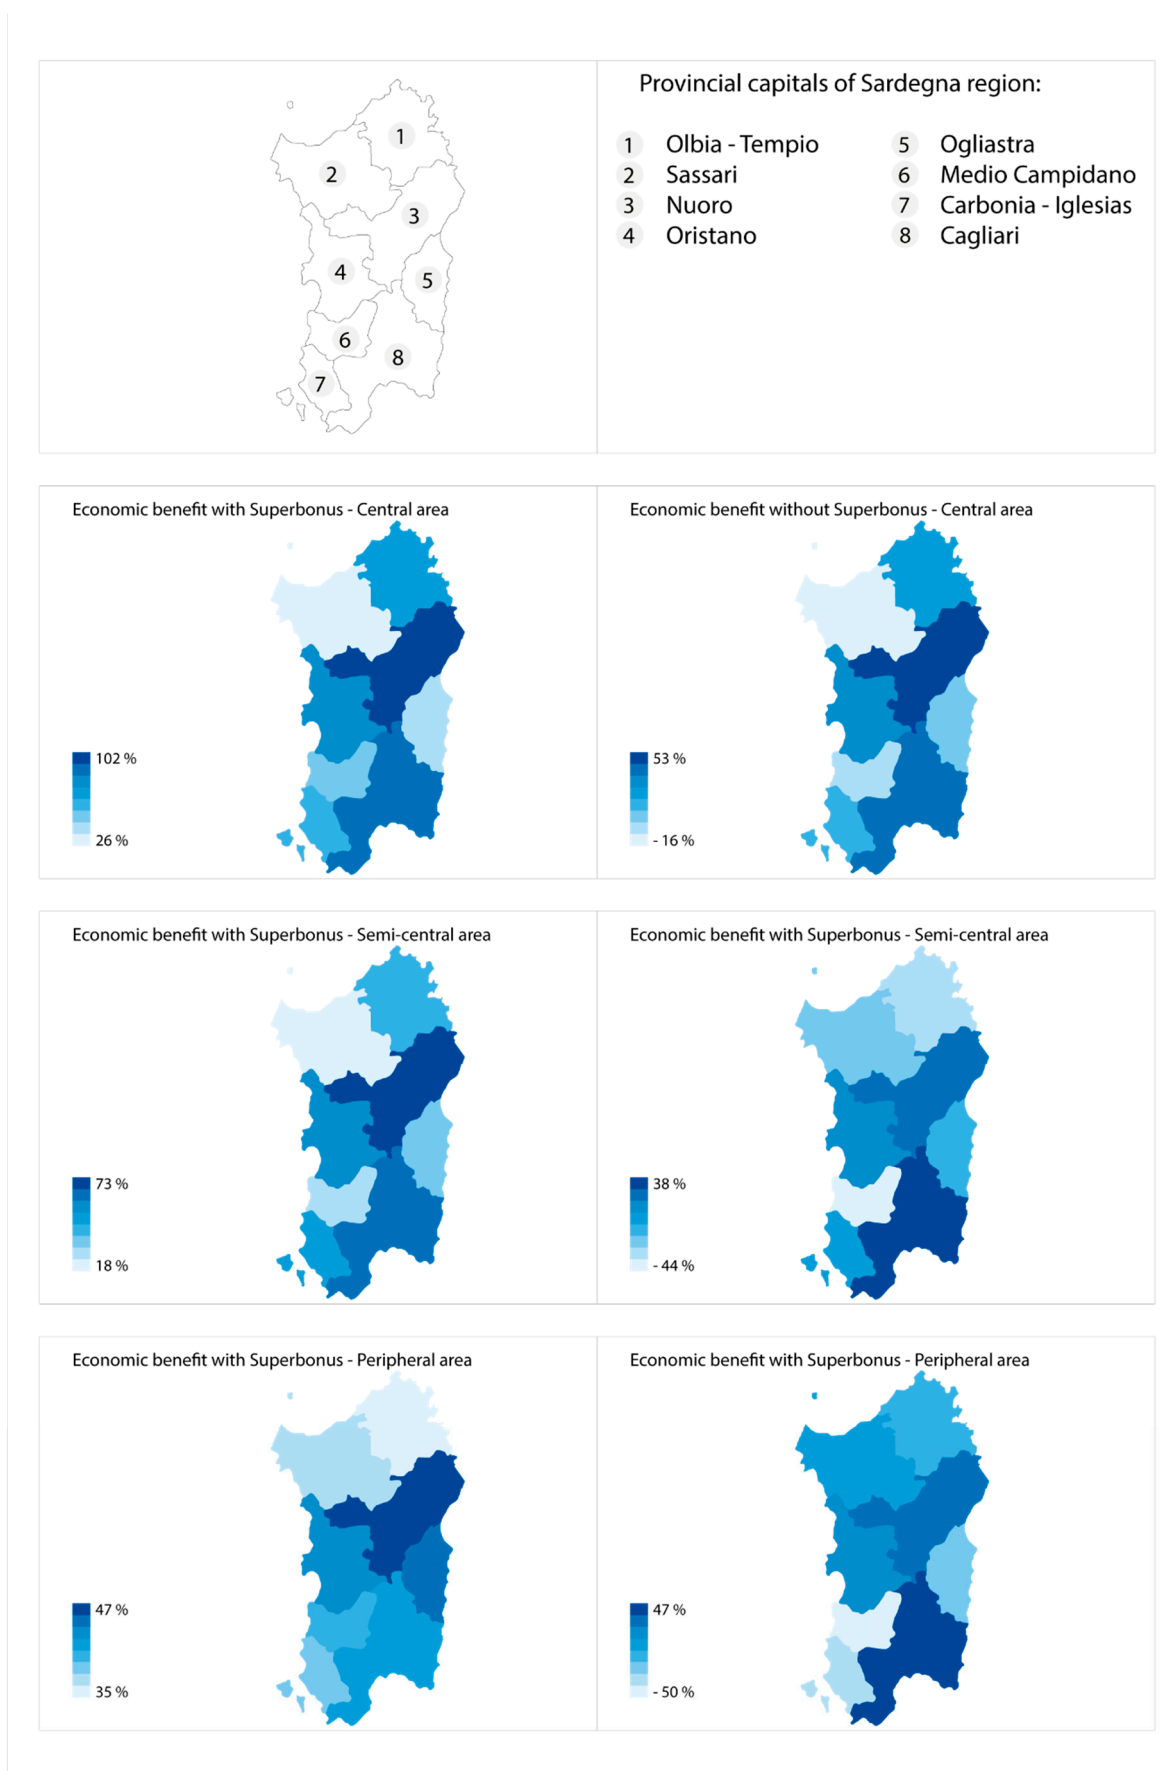 Provincial capitals of Sardegna region:
1 Olbia - Tempio
2 Sassari
3 Nuoro
4 Oristano
5 Ogliastra
6 Medio Campidano
7 Carbonia - Iglesias
8 Cagliari
1
2
3
4
5
6
8
7
Economic benefit with Superbonus - Central area
102 %
26 %
Economic benefit without Superbonus - Central area
53 %
- 16 %
Economic benefit with Superbonus - Semi-central area
73 %
18 %
Economic benefit with Superbonus - Semi-central area
38 %
- 44 %
Economic benefit with Superbonus - Peripheral area
47 %
35 %
Economic benefit with Superbonus - Peripheral area
47 %
- 50 %